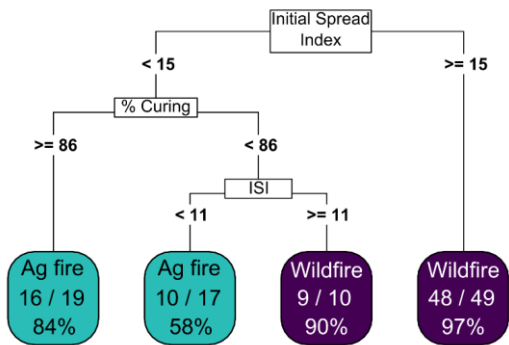 Initial Spread
Index
< 15
>= 15
% Curing
>= 86
< 86
ISI
< 11
>= 11
Ag fire
16 / 19
84%
Ag fire
10 / 17
58%
Wildfire
9 / 10
90%
Wildfire
48 / 49
97%